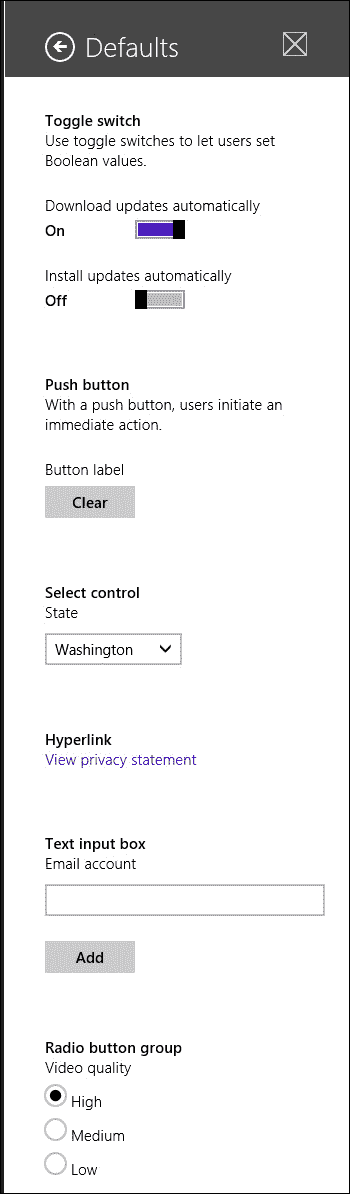 Defaults
Toggle switch
Use toggle switches to let users set
Boolean values.
Download updates automatically
On
Install updates automatically
Off
Push button
With a push button, users initiate an
immediate action.
Button label
Clear
Select control
State
Washington
Hyperlink
View privacy statement
Text input box
Email account
Add
Radio button group
Video quality
High
Medium
Low